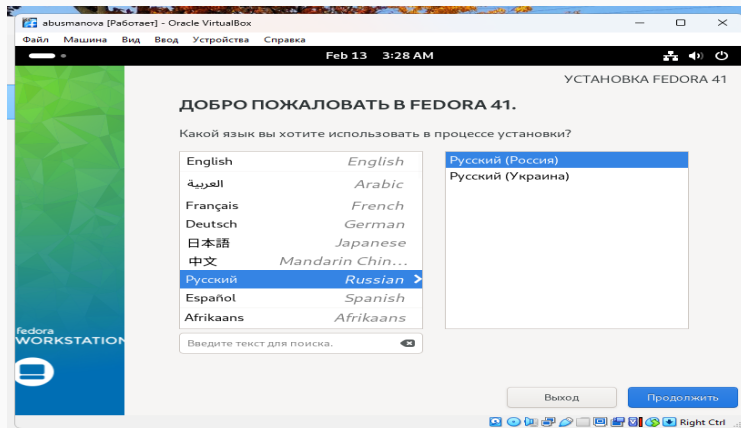 abusmanova [Работает] - Oracle VirtualBox
Файл Машина Вид Ввод Устройства Справка
Feb 13 3:28 AM
УСТАНОВКА FEDORA 41
ДОБРО ПОЖАЛОВАТЬ В FEDORA 41.
Какой язык вы хотите использовать в процессе установки?
English English
العربية Arabic
Français French
Deutsch German
日本語 Japanese
中文 Mandarin Chin...
Русский Russian
Español Spanish
Afrikaans Afrikaans
Введите текст для поиска.
Русский (Россия)
Русский (Украина)
fedora
WORKSTATION
Выход Продолжить
Right Ctrl